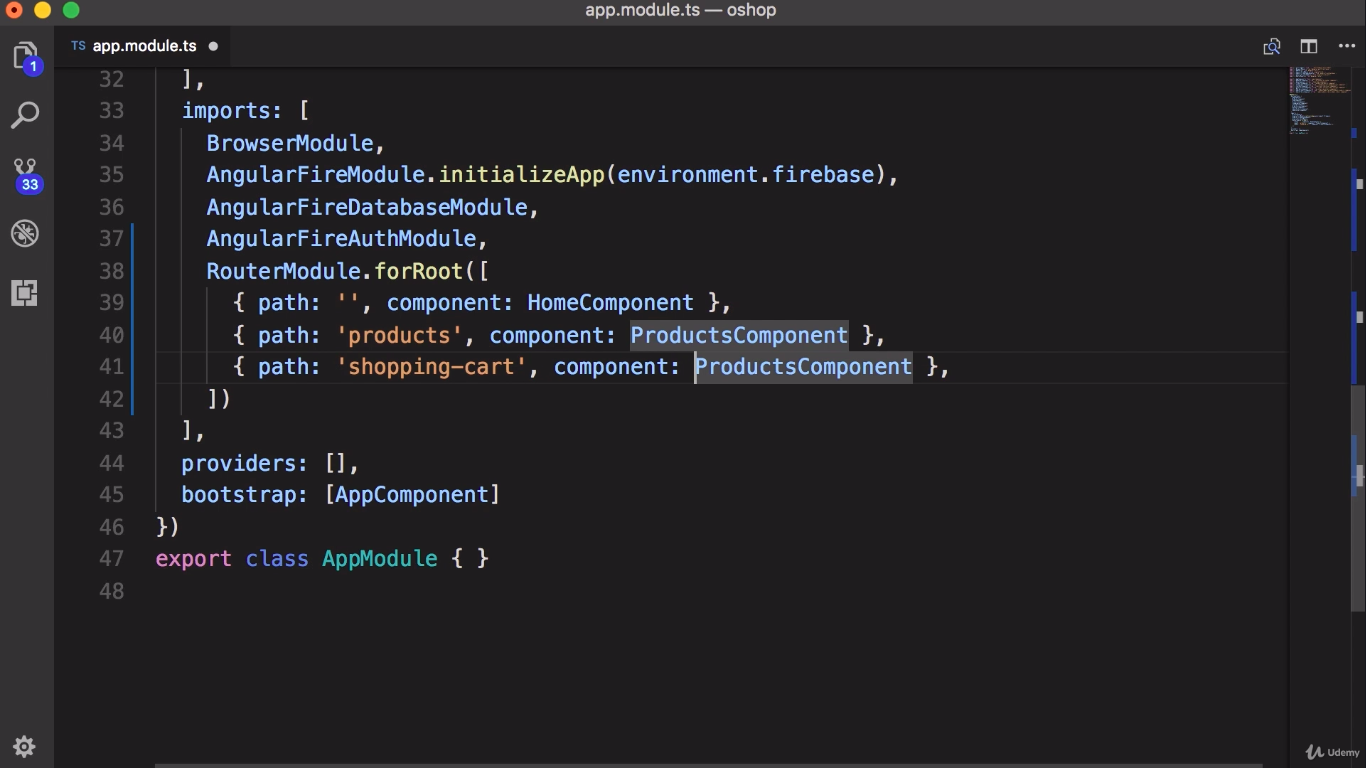 app.module.ts — oshop
TS app.module.ts
1
33
32 ],
33 imports: [
34 BrowserModule,
35 AngularFireModule.initializeApp(environment.firebase),
36 AngularFireDatabaseModule,
37 AngularFireAuthModule,
38 RouterModule.forRoot([
39 { path: '', component: HomeComponent },
40 { path: 'products', component: ProductsComponent },
41 { path: 'shopping-cart', component: ProductsComponent },
42 ])
43 ],
44 providers: [],
45 bootstrap: [AppComponent]
46 })
47 export class AppModule { }
48
Udemy